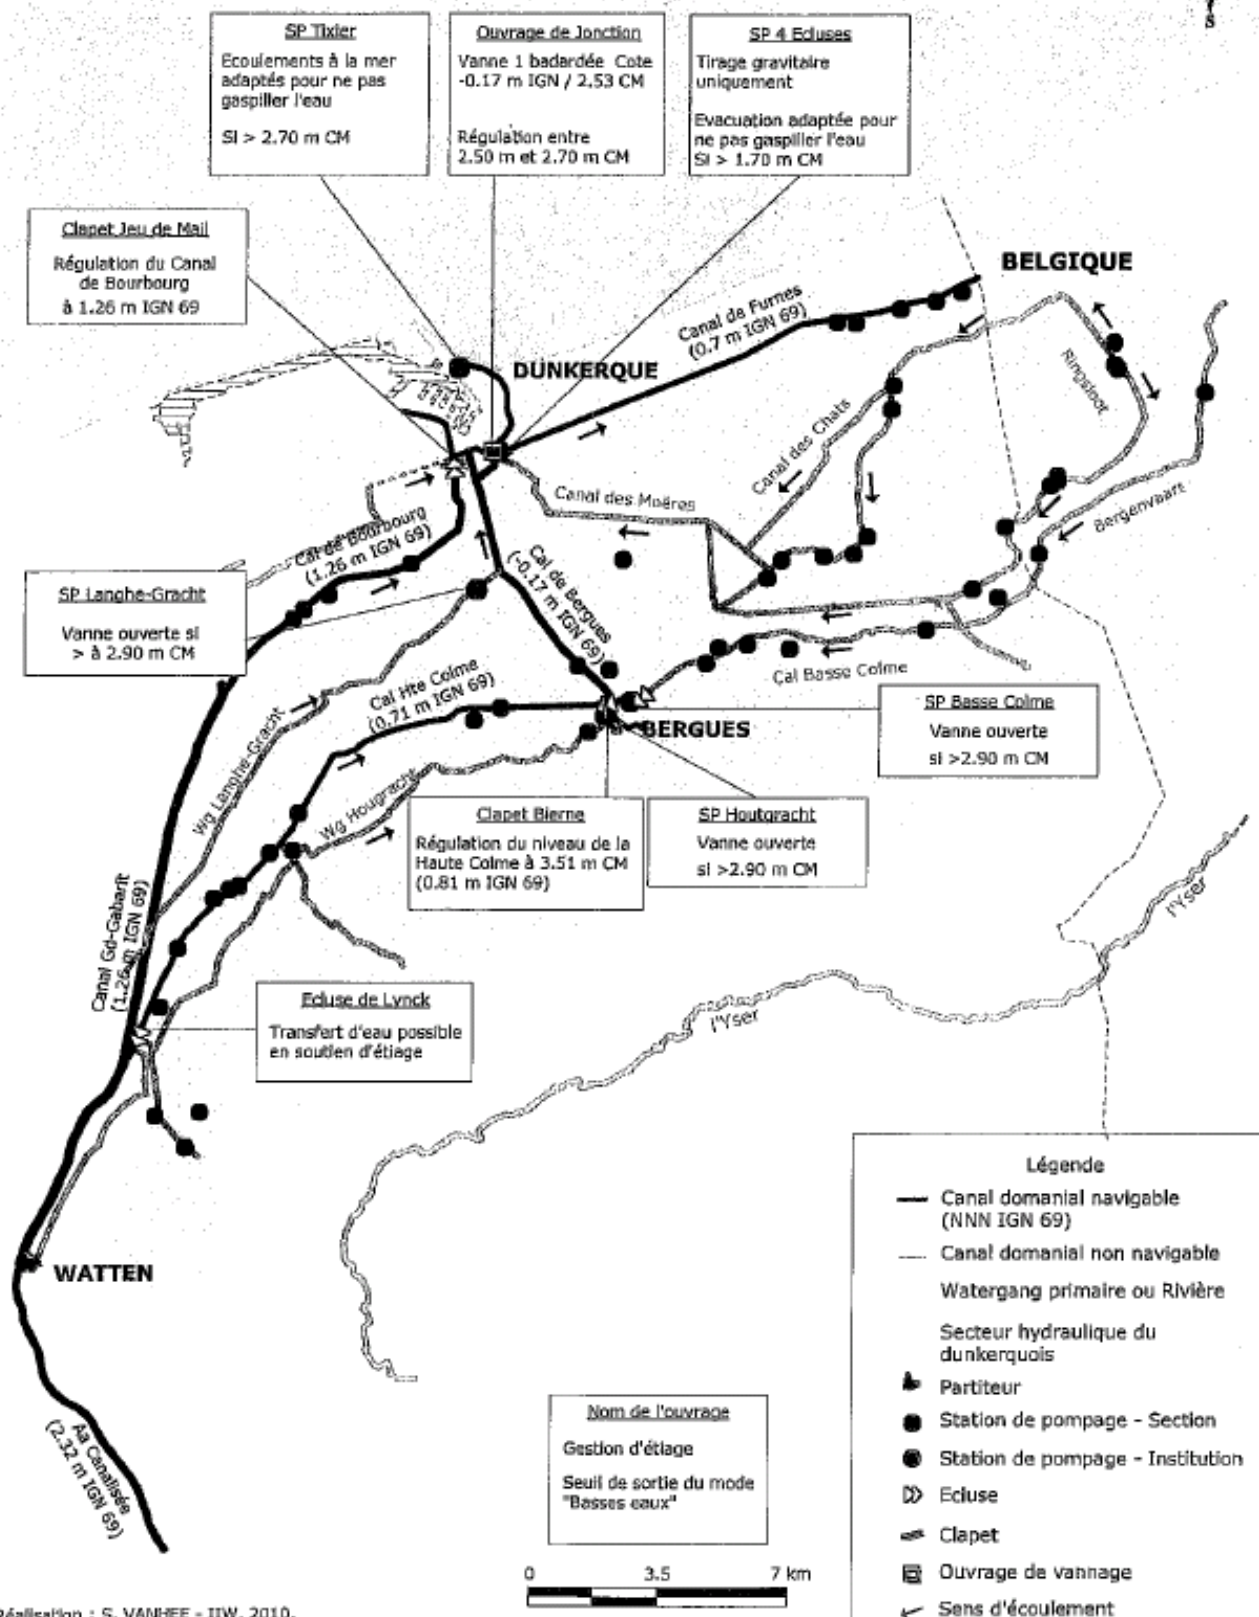 S
SP Tixier
Ecoulements à la mer
adaptés pour ne pas
gaspiller l'eau
Si > 2.70 m CM
Ouvrage de Jonction
Vanne 1 badardée Cote
-0.17 m IGN / 2.53 CM
Régulation entre
2.50 m et 2.70 m CM
SP 4 Ecluses
Tirage gravitaire
uniquement
Evacuation adaptée pour
ne pas gaspiller l'eau
Si > 1.70 m CM
Clapet Jeu de Mail
Régulation du Canal
de Bourbourg
à 1.26 m IGN 69
BELGIQUE
Canal de Furnes
(0.7 m IGN 69)
DUNKERQUE
Ringsloot
Canal des Chats
Canal des Moëres
Bergenvaart
Cal de Bourbourg
(1.26 m IGN 69)
Cal de Bergues
(-0.17 m IGN 69)
SP Langhe-Gracht
Vanne ouverte si
> à 2.90 m CM
Cal Hte Colme
(0.71 m IGN 69)
Cal Basse Colme
SP Basse Colme
Vanne ouverte
si >2.90 m CM
BERGUES
Wg Langhe-Gracht
Wg Hougracht
Clapet Bierne
Régulation du niveau de la
Haute Colme à 3.51 m CM
(0.81 m IGN 69)
SP Houtgracht
Vanne ouverte
si >2.90 m CM
Canal Gd-Gabarit
(1.26 m IGN 69)
l'Yser
l'Yser
Ecluse de Lynck
Transfert d'eau possible
en soutien d'étiage
WATTEN
Aa Canalisée
(2.32 m IGN 69)
Nom de l'ouvrage
Gestion d'étiage
Seuil de sortie du mode
"Basses eaux"
0 3.5 7 km
Légende
Canal domanial navigable
(NNN IGN 69)
Canal domanial non navigable
Watergang primaire ou Rivière
Secteur hydraulique du
dunkerquois
Partiteur
Station de pompage - Section
Station de pompage - Institution
Ecluse
Clapet
Ouvrage de vannage
Sens d'écoulement
Réalisation : S. VANHEE - IIW, 2010.